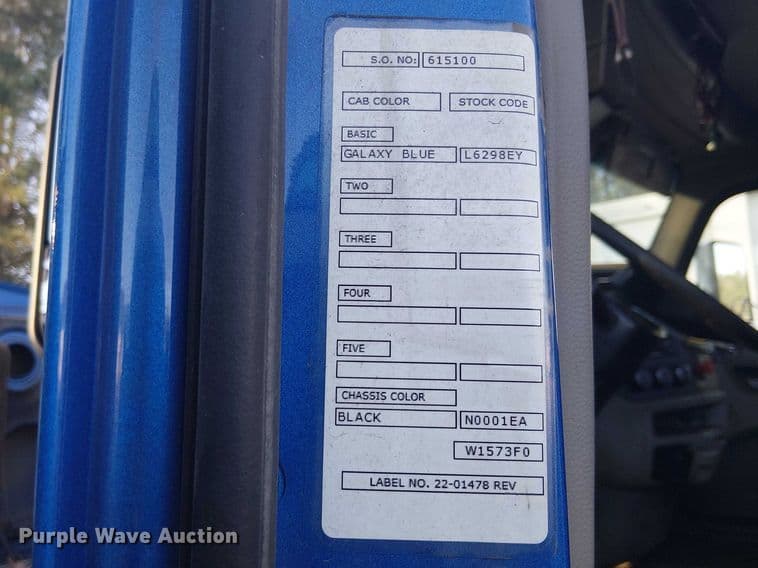 S.O. NO: 615100
CAB COLOR STOCK CODE
BASIC
GALAXY BLUE L6298EY
TWO
THREE
FOUR
FIVE
CHASSIS COLOR
BLACK N0001EA
W1573F0
LABEL NO. 22-01478 REV
Purple Wave Auction®